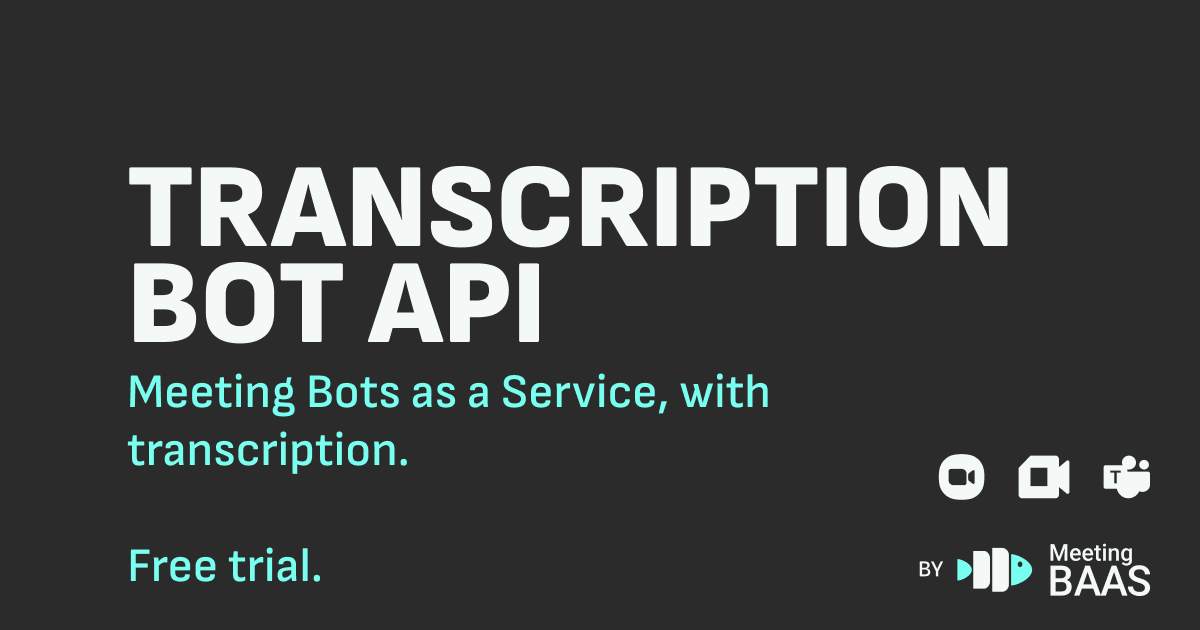 TRANSCRIPTION
BOT API
Meeting Bots as a Service, with
transcription.
Free trial.
T
BY
Meeting
BAAS